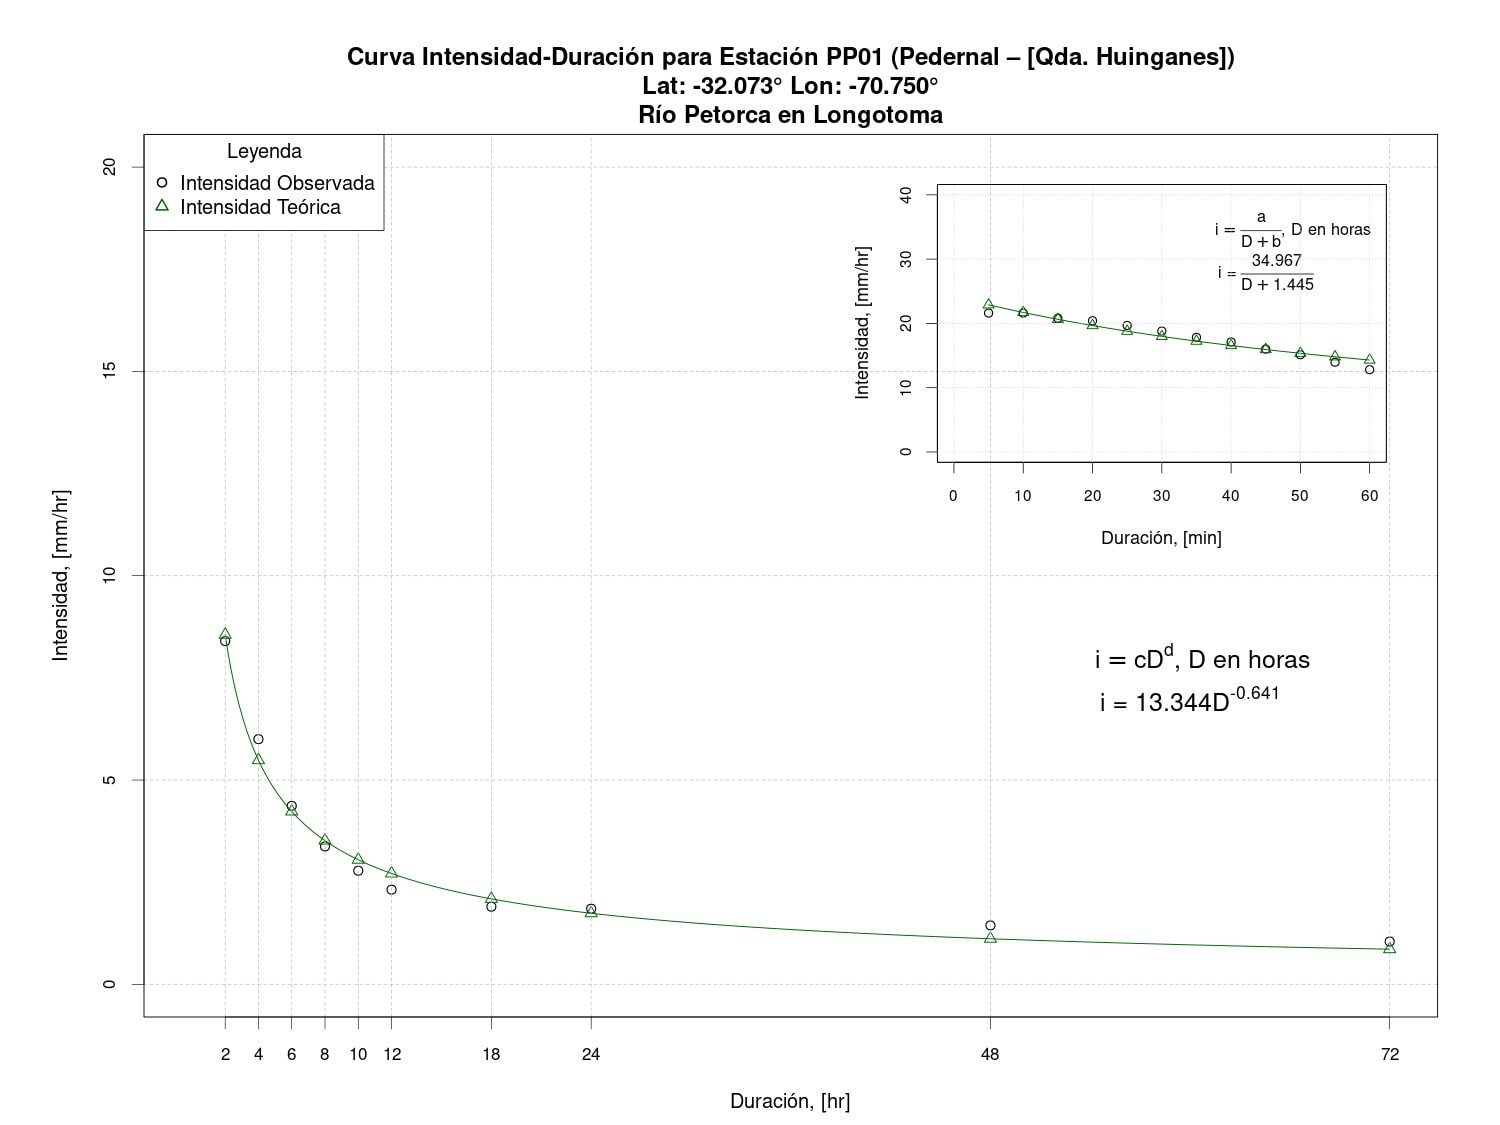 Curva Intensidad-Duración para Estación PP01 (Pedernal – [Qda. Huinganes])
Lat: -32.073° Lon: -70.750°
Río Petorca en Longotoma
Leyenda
Intensidad Observada
Intensidad Teórica
Intensidad, [mm/hr]
20
15
10
5
0
2 4 6 8 10 12 18 24 48 72
Duración, [hr]
Intensidad, [mm/hr]
40
30
20
10
0
0 10 20 30 40 50 60
Duración, [min]
i = a / (D + b), D en horas
i = 34.967 / (D + 1.445)
i = cD^d, D en horas
i = 13.344D^-0.641